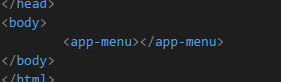 </head>
<body>
<app-menu></app-menu>
</body>
</html>